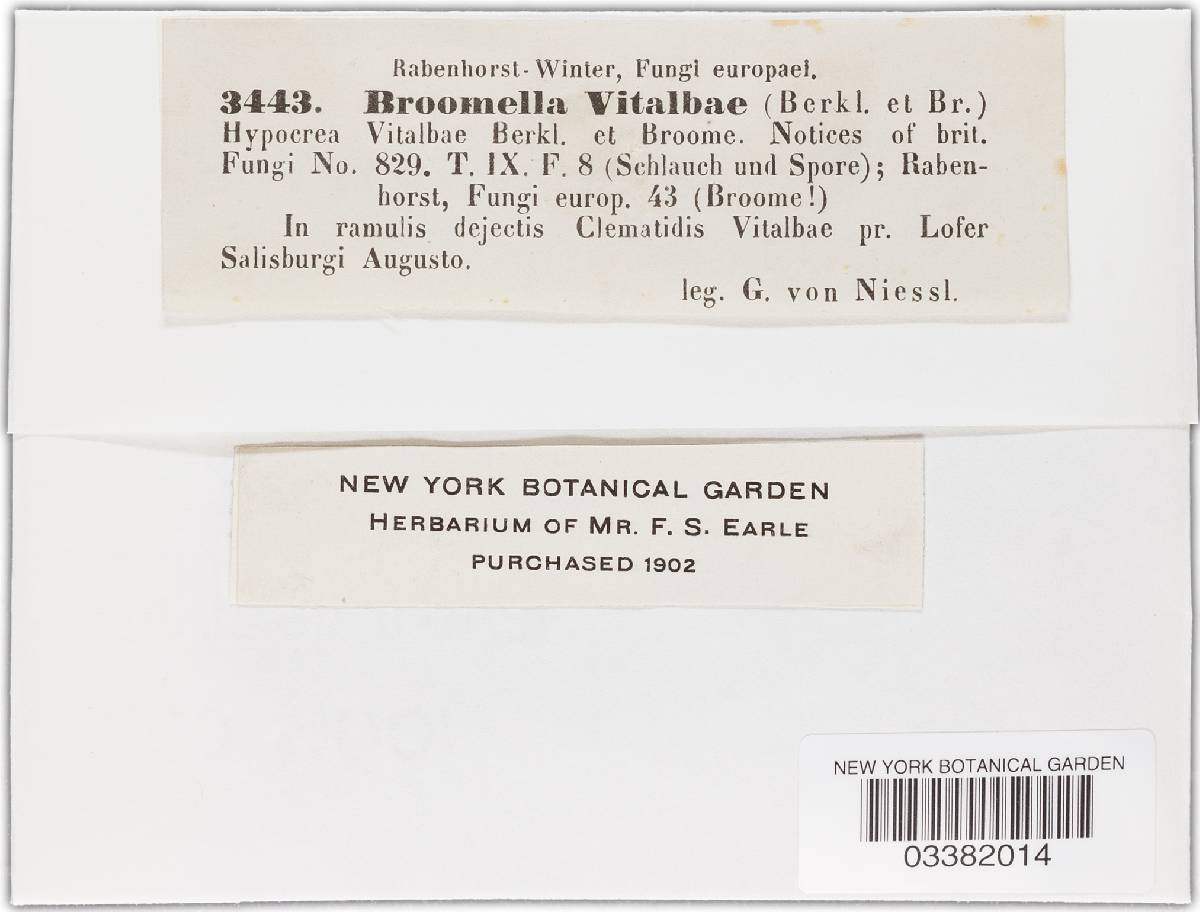 Rabenhorst-Winter, Fungi europaei.
3443. Broomella Vitalbae (Berkl. et Br.)
Hypocrea Vitalbae Berkl. et Broome. Notices of brit.
Fungi No. 829. T. IX. F. 8 (Schlauch und Spore); Raben-
horst, Fungi europ. 43 (Broome!)
In ramulis dejectis Clematidis Vitalbae pr. Lofer
Salisburgi Augusto.
leg. G. von Niessl.
NEW YORK BOTANICAL GARDEN
HERBARIUM OF MR. F. S. EARLE
PURCHASED 1902
NEW YORK BOTANICAL GARDEN
03382014